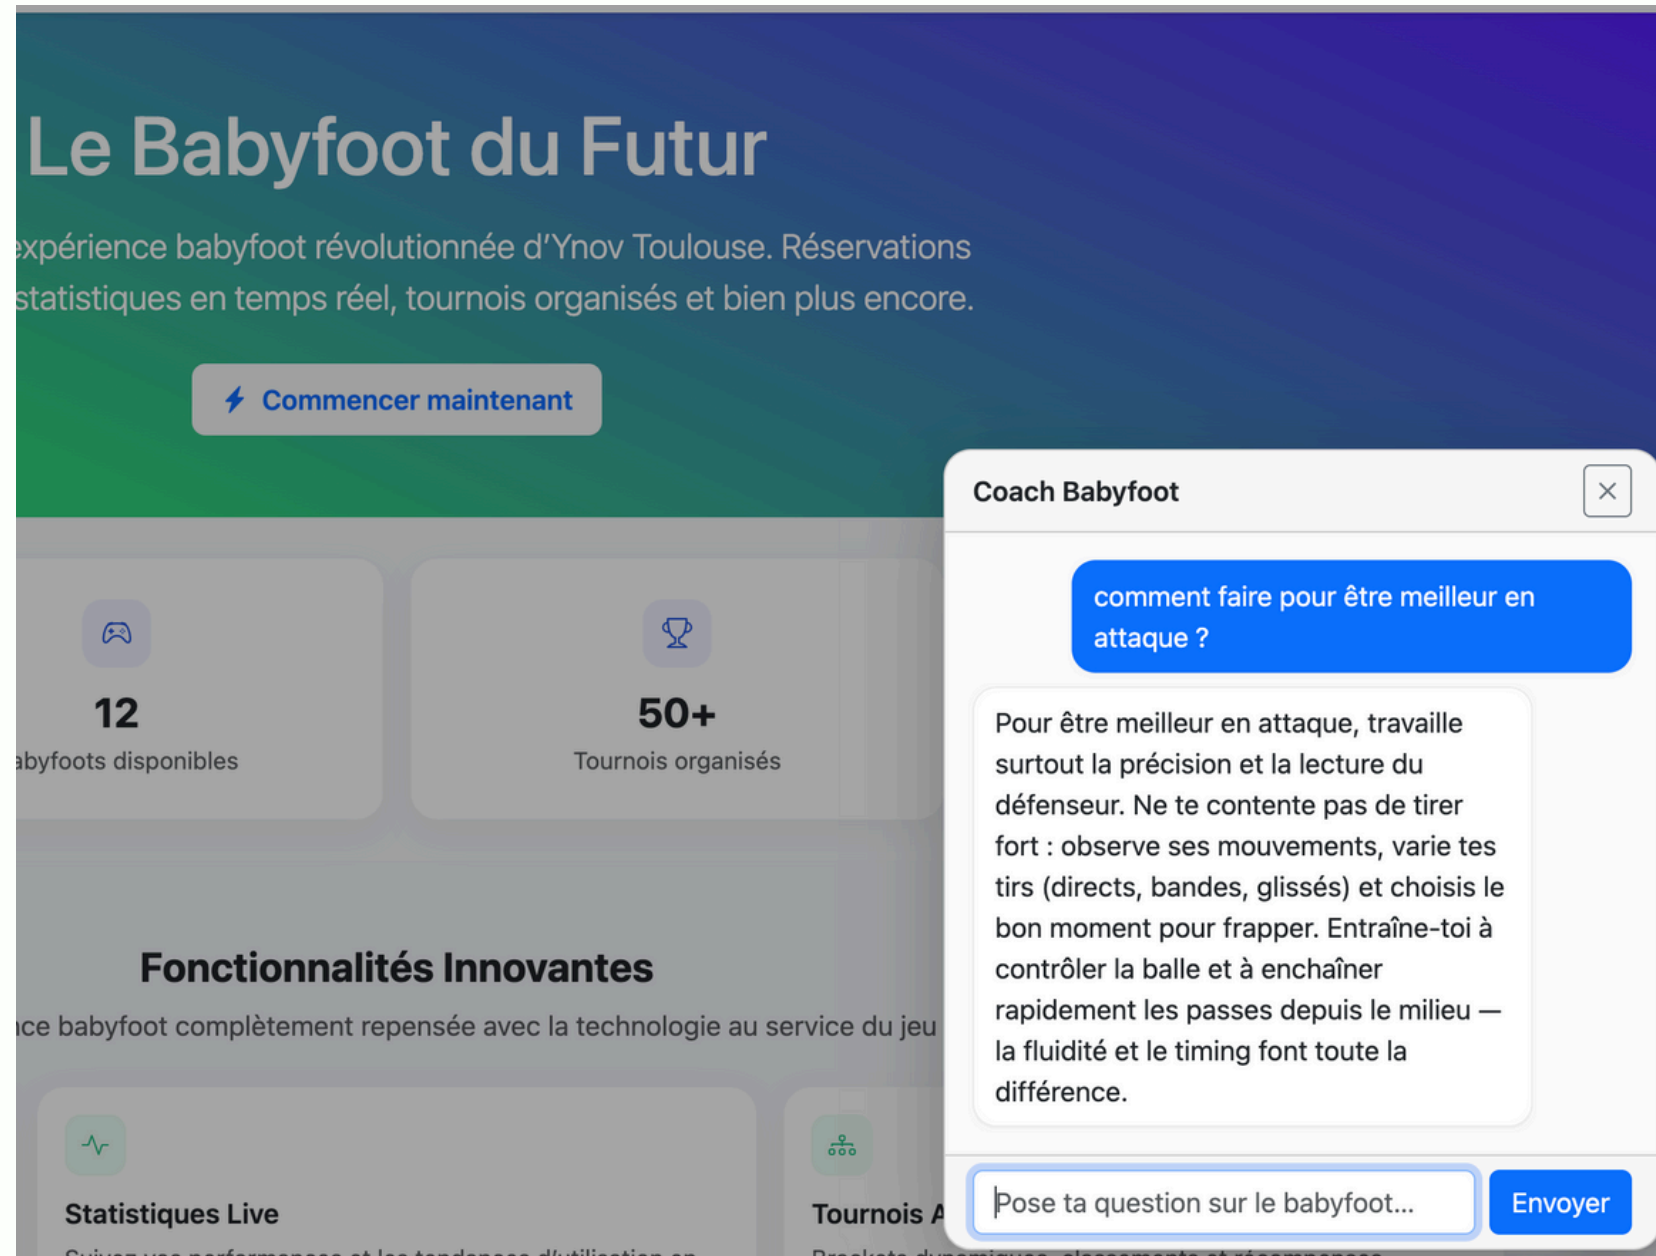 Le Babyfoot du Futur
expérience babyfoot révolutionnée d'Ynov Toulouse. Réservations
statistiques en temps réel, tournois organisés et bien plus encore.
Commencer maintenant
12
abyfoots disponibles
50+
Tournois organisés
Fonctionnalités Innovantes
nce babyfoot complètement repensée avec la technologie au service du jeu
Statistiques Live
Tournois A
Coach Babyfoot
comment faire pour être meilleur en
attaque ?
Pour être meilleur en attaque, travaille
surtout la précision et la lecture du
défenseur. Ne te contente pas de tirer
fort : observe ses mouvements, varie tes
tirs (directs, bandes, glissés) et choisis le
bon moment pour frapper. Entraîne-toi à
contrôler la balle et à enchaîner
rapidement les passes depuis le milieu —
la fluidité et le timing font toute la
différence.
Pose ta question sur le babyfoot...
Envoyer